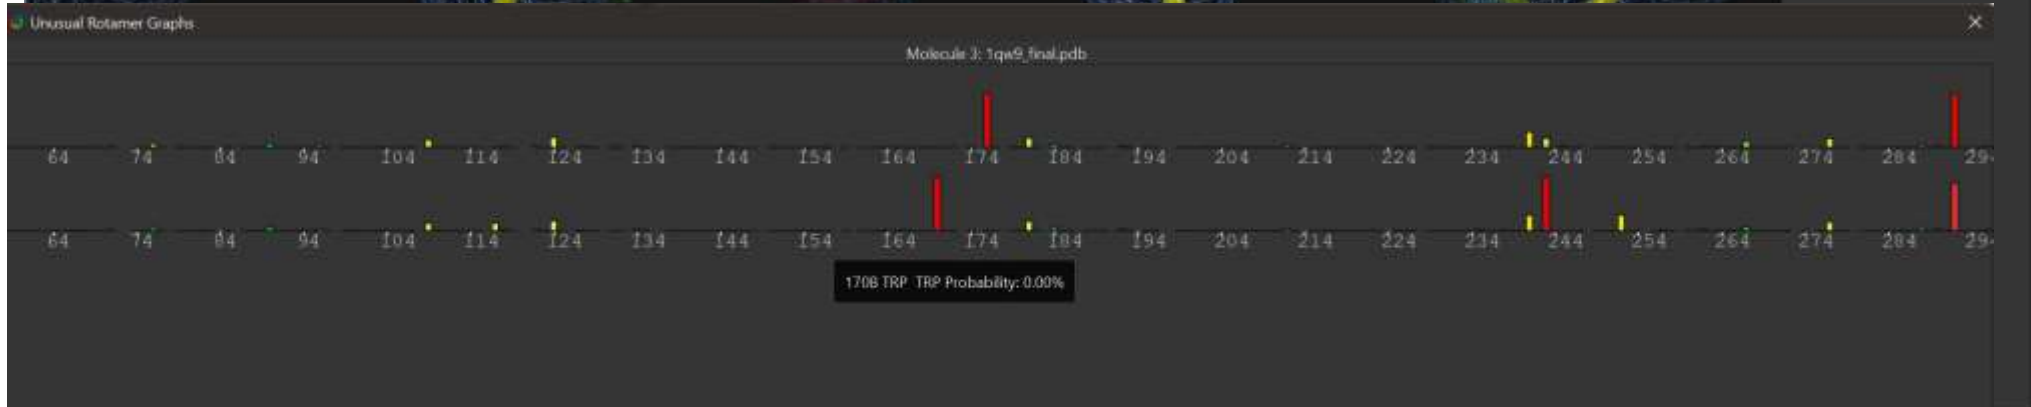 Unusual Rotamer Graphs
Molecule 3: 1qw9_final.pdb
64 74 84 94 104 114 124 134 144 154 164 174 184 194 204 214 224 234 244 254 264 274 284 29
64 74 84 94 104 114 124 134 144 154 164 174 184 194 204 214 224 234 244 254 264 274 284 29
170B TRP TRP Probability: 0.00%